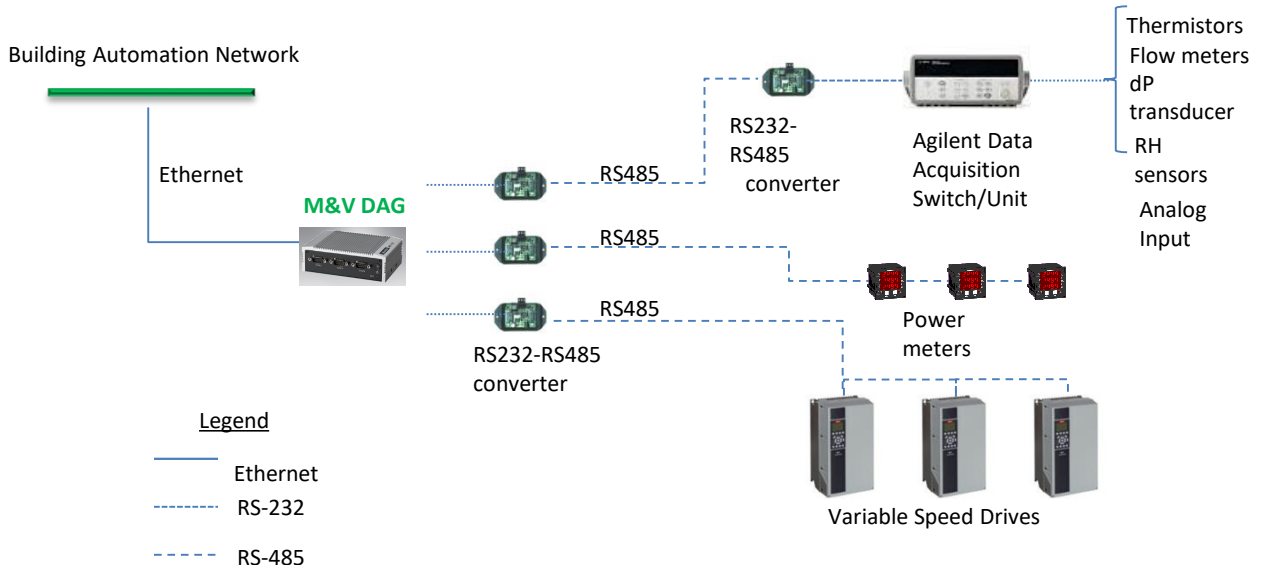 Building Automation Network
Ethernet
M&V DAG
RS485
RS485
RS485
RS232-RS485
converter
RS232-
RS485
converter
Agilent Data
Acquisition
Switch/Unit
Thermistors
Flow meters
dP
transducer
RH
sensors
Analog
Input
Power
meters
Variable Speed Drives
Legend
Ethernet
RS-232
RS-485